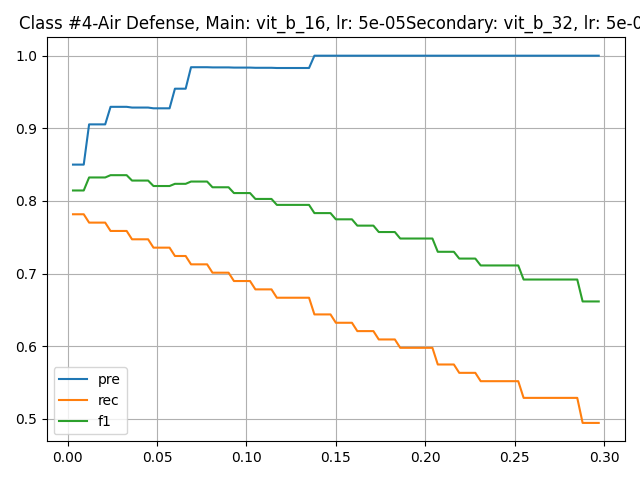 Class #4-Air Defense, Main: vit_b_16, lr: 5e-05Secondary: vit_b_32, lr: 5e-0
1.0
0.9
0.8
0.7
0.6
0.5
pre
rec
f1
0.00 0.05 0.10 0.15 0.20 0.25 0.30